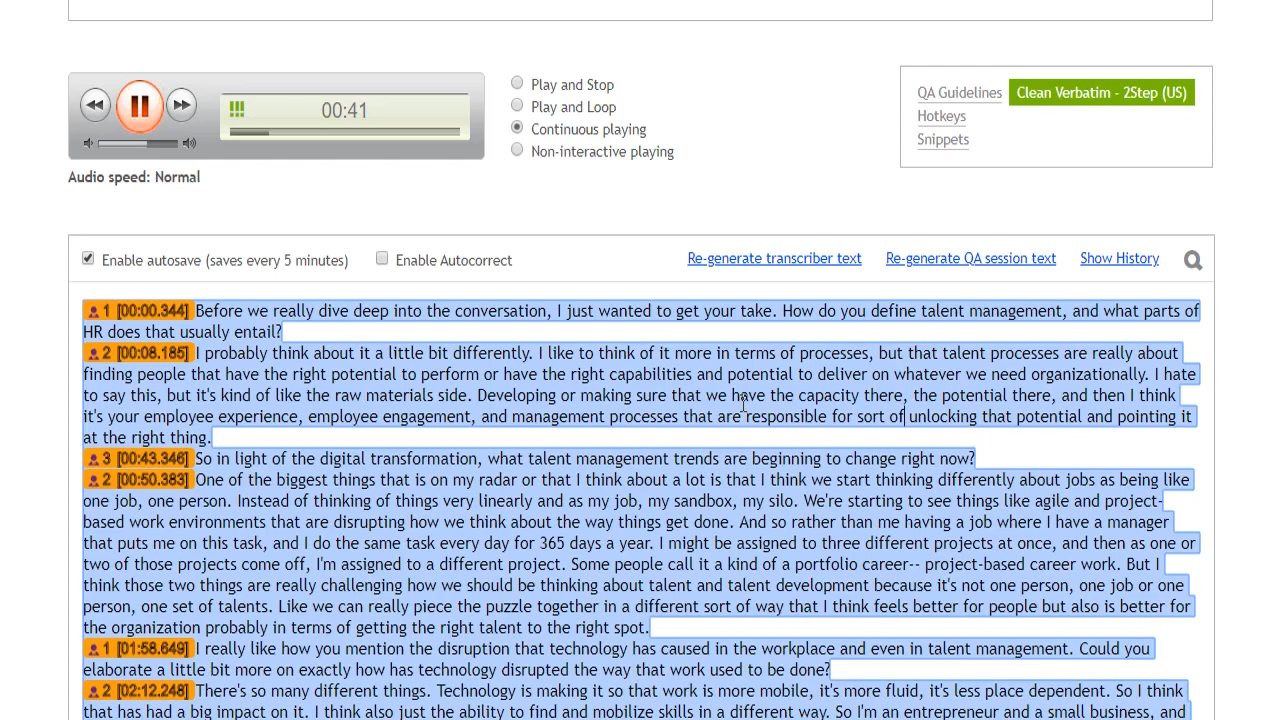 00:41
Play and Stop
Play and Loop
Continuous playing
Non-interactive playing
QA Guidelines Clean Verbatim - 2Step (US)
Hotkeys
Snippets
Audio speed: Normal
Enable autosave (saves every 5 minutes) Enable Autocorrect Re-generate transcriber text Re-generate QA session text Show History
1 [00:00.344] Before we really dive deep into the conversation, I just wanted to get your take. How do you define talent management, and what parts of
HR does that usually entail?
2 [00:08.185] I probably think about it a little bit differently. I like to think of it more in terms of processes, but that talent processes are really about
finding people that have the right potential to perform or have the right capabilities and potential to deliver on whatever we need organizationally. I hate
to say this, but it's kind of like the raw materials side. Developing or making sure that we have the capacity there, the potential there, and then I think
it's your employee experience, employee engagement, and management processes that are responsible for sort of unlocking that potential and pointing it
at the right thing.
3 [00:43.346] So in light of the digital transformation, what talent management trends are beginning to change right now?
2 [00:50.383] One of the biggest things that is on my radar or that I think about a lot is that I think we start thinking differently about jobs as being like
one job, one person. Instead of thinking of things very linearly and as my job, my sandbox, my silo. We're starting to see things like agile and project-
based work environments that are disrupting how we think about the way things get done. And so rather than me having a job where I have a manager
that puts me on this task, and I do the same task every day for 365 days a year. I might be assigned to three different projects at once, and then as one or
two of those projects come off, I'm assigned to a different project. Some people call it a kind of a portfolio career-- project-based career work. But I
think those two things are really challenging how we should be thinking about talent and talent development because it's not one person, one job or one
person, one set of talents. Like we can really piece the puzzle together in a different sort of way that I think feels better for people but also is better for
the organization probably in terms of getting the right talent to the right spot.
1 [01:58.649] I really like how you mention the disruption that technology has caused in the workplace and even in talent management. Could you
elaborate a little bit more on exactly how has technology disrupted the way that work used to be done?
2 [02:12.248] There's so many different things. Technology is making it so that work is more mobile, it's more fluid, it's less place dependent. So I think
that has had a big impact on it. I think also just the ability to find and mobilize skills in a different way. So I'm an entrepreneur and a small business, and